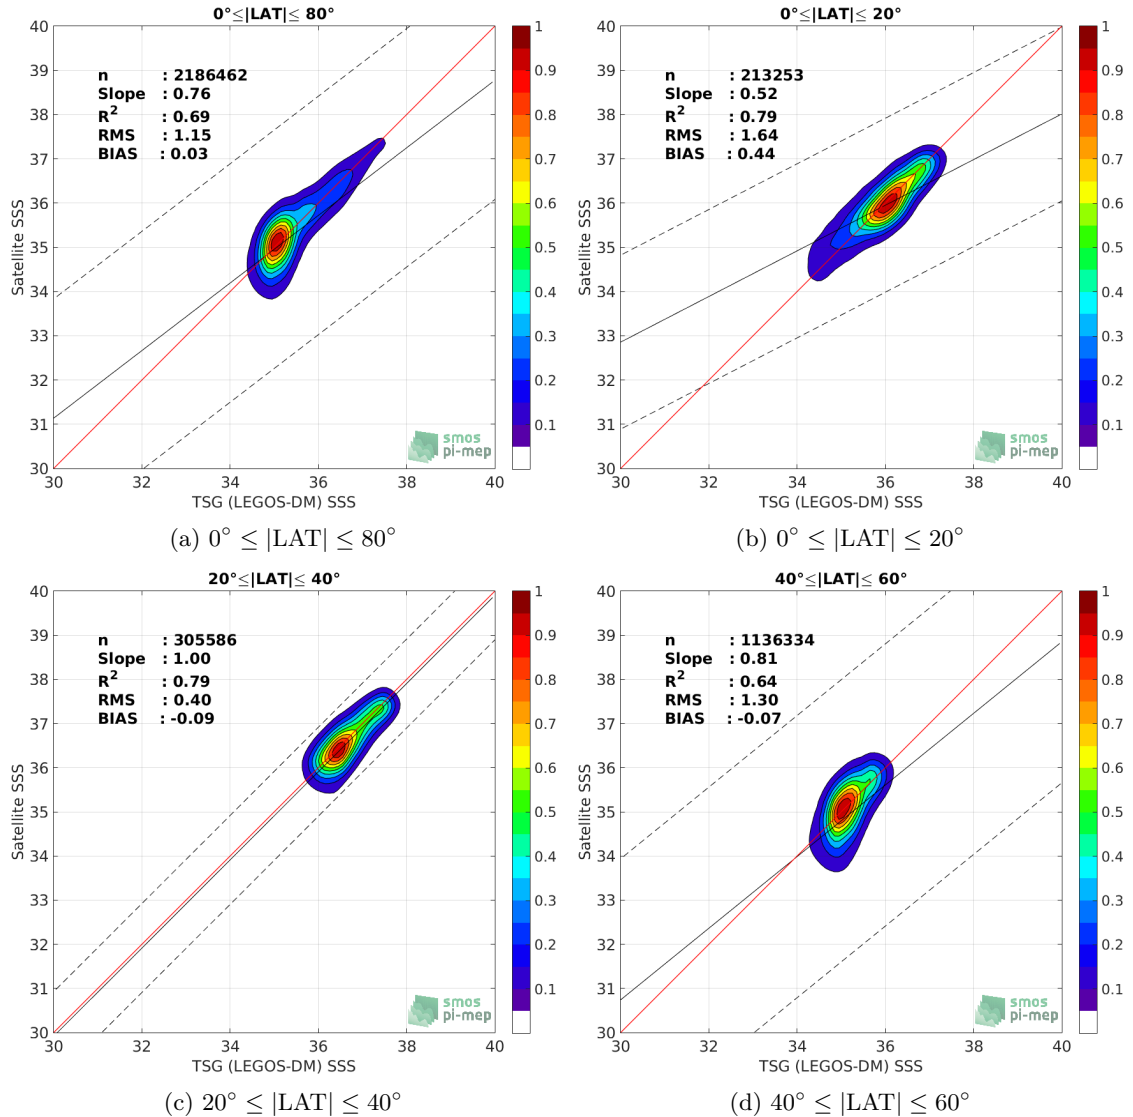 0°≤|LAT|≤ 80°
n : 2186462
Slope : 0.76
R2 : 0.69
RMS : 1.15
BIAS : 0.03
40
39
38
37
36
35
34
33
32
31
30
30 32 34 36 38 40
Satellite SSS
TSG (LEGOS-DM) SSS
1
0.9
0.8
0.7
0.6
0.5
0.4
0.3
0.2
0.1
smos
pi-mep
(a) 0° ≤ |LAT| ≤ 80°
0°≤|LAT|≤ 20°
n : 213253
Slope : 0.52
R2 : 0.79
RMS : 1.64
BIAS : 0.44
40
39
38
37
36
35
34
33
32
31
30
30 32 34 36 38 40
Satellite SSS
TSG (LEGOS-DM) SSS
1
0.9
0.8
0.7
0.6
0.5
0.4
0.3
0.2
0.1
smos
pi-mep
(b) 0° ≤ |LAT| ≤ 20°
20°≤|LAT|≤ 40°
n : 305586
Slope : 1.00
R2 : 0.79
RMS : 0.40
BIAS : -0.09
40
39
38
37
36
35
34
33
32
31
30
30 32 34 36 38 40
Satellite SSS
TSG (LEGOS-DM) SSS
1
0.9
0.8
0.7
0.6
0.5
0.4
0.3
0.2
0.1
smos
pi-mep
(c) 20° ≤ |LAT| ≤ 40°
40°≤|LAT|≤ 60°
n : 1136334
Slope : 0.81
R2 : 0.64
RMS : 1.30
BIAS : -0.07
40
39
38
37
36
35
34
33
32
31
30
30 32 34 36 38 40
Satellite SSS
TSG (LEGOS-DM) SSS
1
0.9
0.8
0.7
0.6
0.5
0.4
0.3
0.2
0.1
smos
pi-mep
(d) 40° ≤ |LAT| ≤ 60°